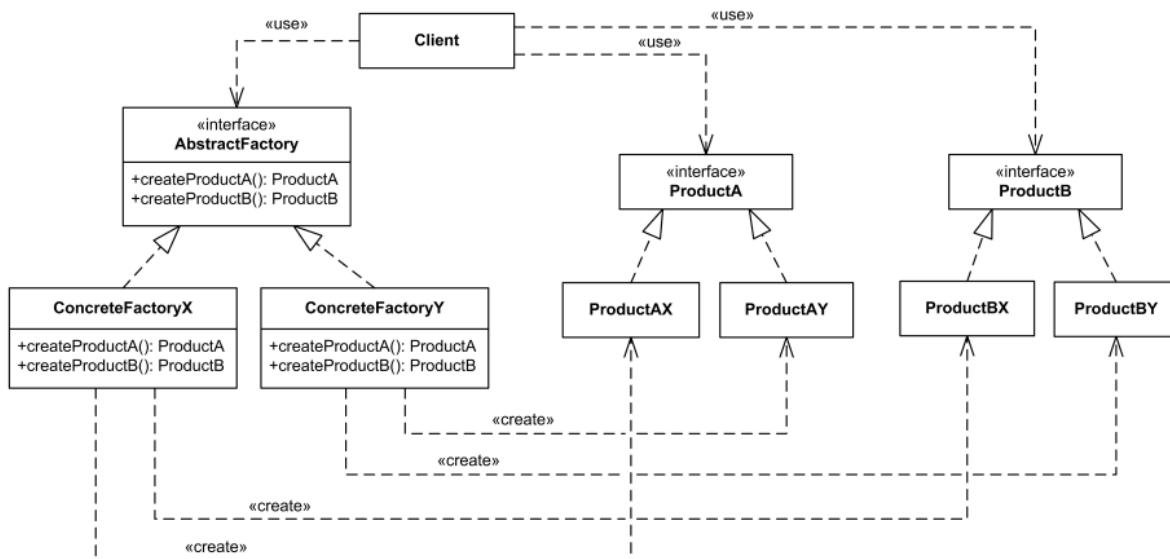 «use»
Client
«use»
«use»
«interface»
AbstractFactory
+createProductA(): ProductA
+createProductB(): ProductB
«interface»
ProductA
«interface»
ProductB
ConcreteFactoryX
+createProductA(): ProductA
+createProductB(): ProductB
ConcreteFactoryY
+createProductA(): ProductA
+createProductB(): ProductB
ProductAX
ProductAY
ProductBX
ProductBY
«create»
«create»
«create»
«create»